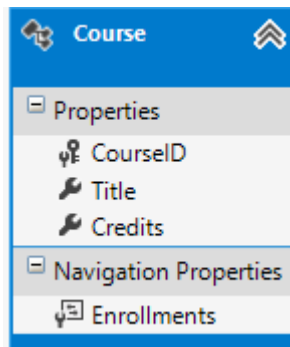 Course
Properties
CourseID
Title
Credits
Navigation Properties
Enrollments